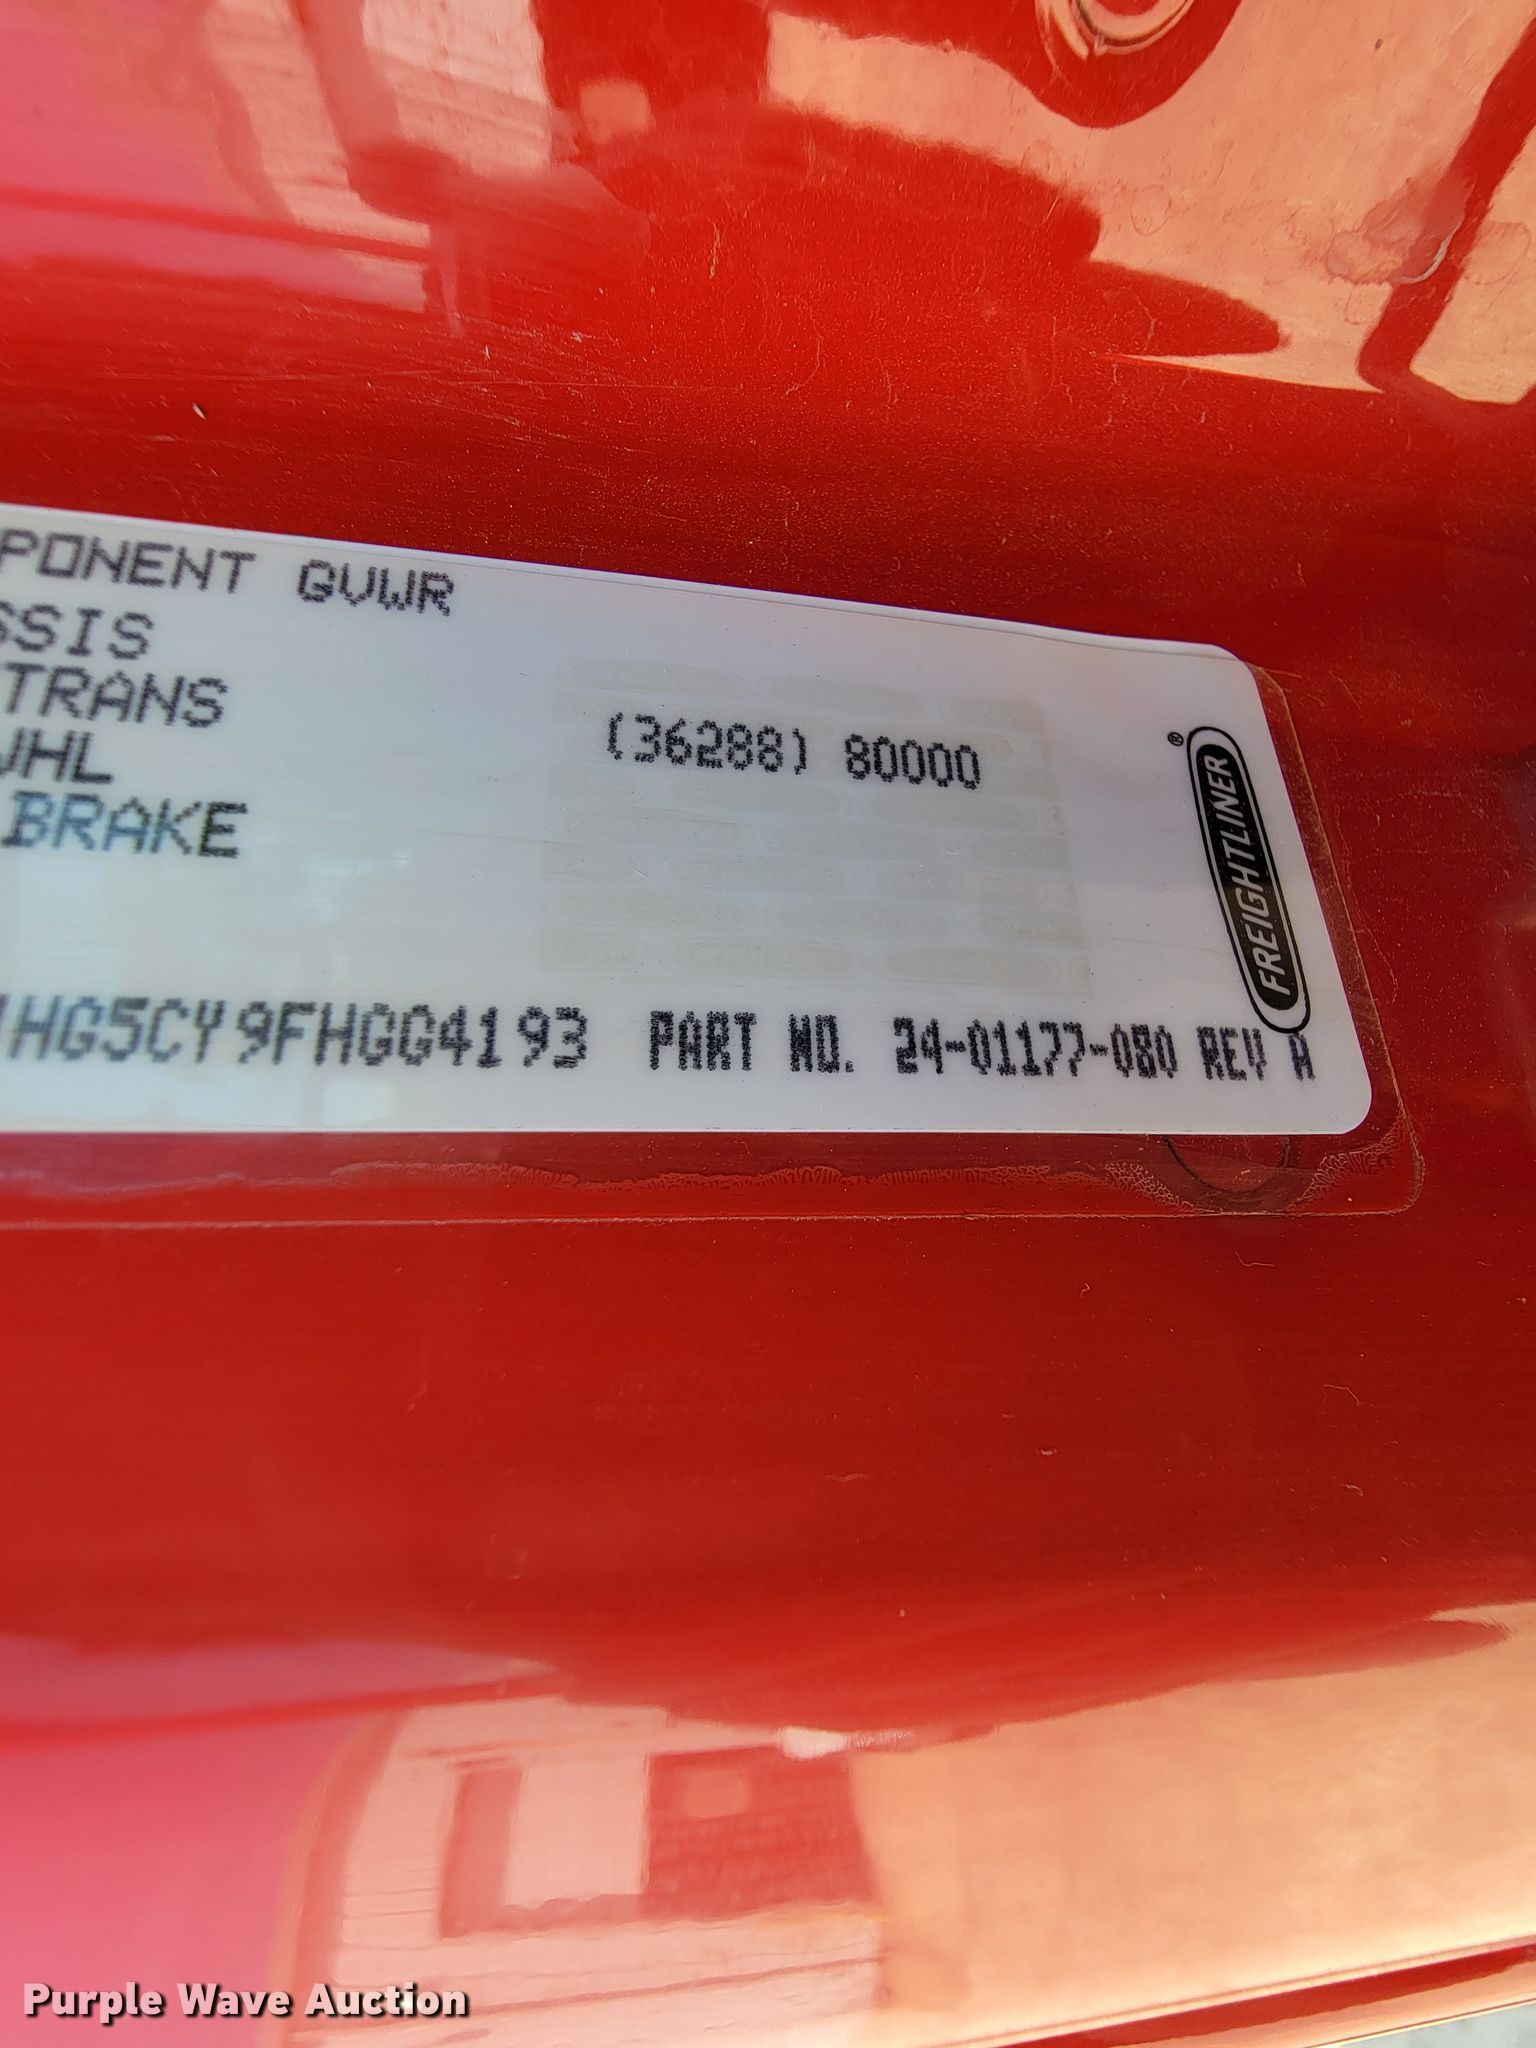 PONENT GVWR
SSIS
TRANS (36288) 80000
WHL
BRAKE
HG5CY9FHGG4193 PART NO. 24-01177-080 REV A
FREIGHTLINER®
Purple Wave Auction